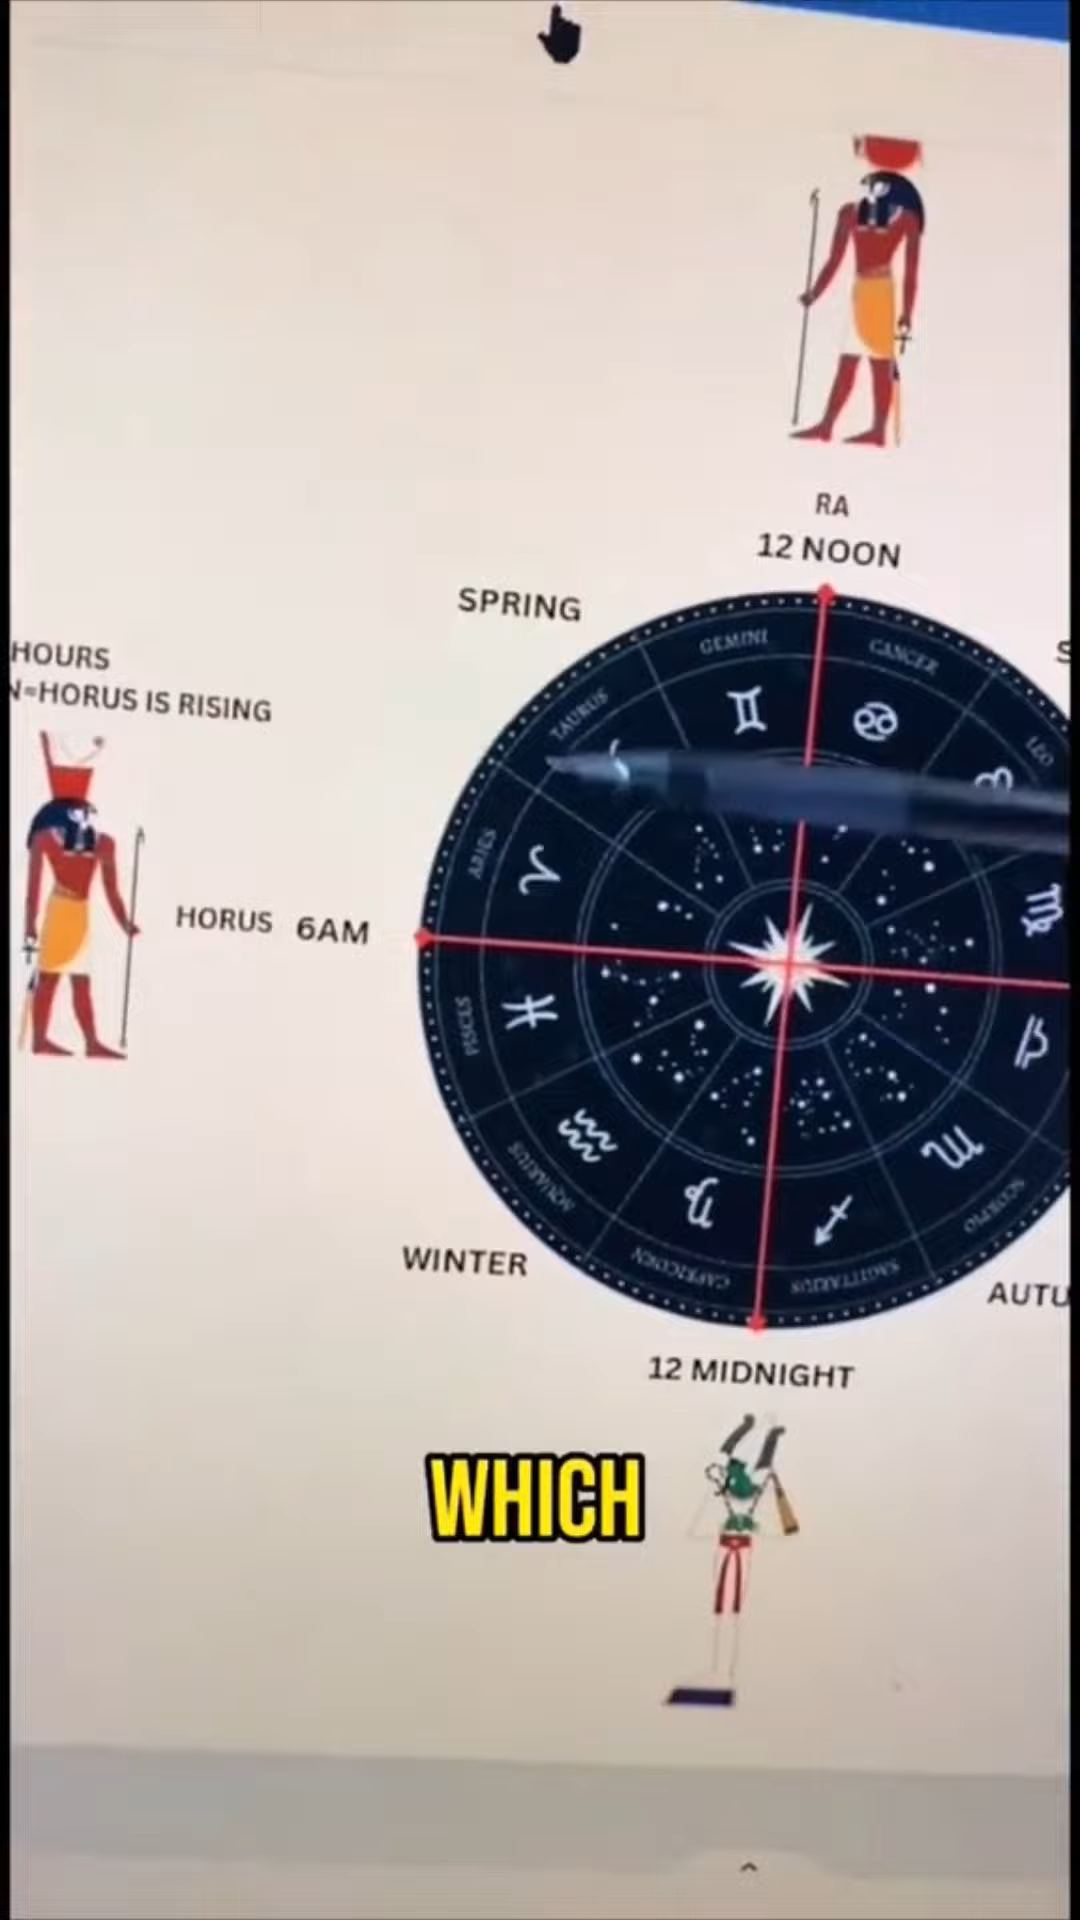 RA
12 NOON
SPRING
S
HOURS
N=HORUS IS RISING
GEMINI
CANCER
TAURUS
LEO
ARIES
HORUS 6AM
PISCES
AQUARIUS
SCORPIO
CAPRICORN
SAGITTARIUS
WINTER
AUTU
12 MIDNIGHT
WHICH